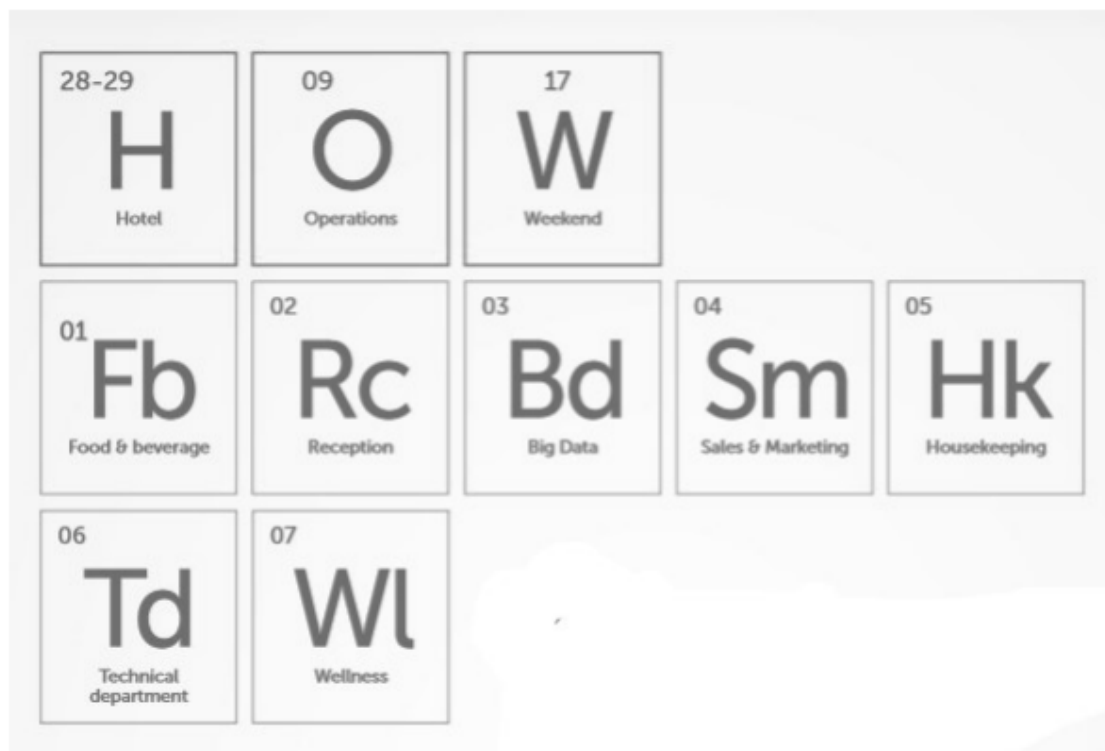 28-29 09 17
H O W
Hotel Operations Weekend
01 02 03 04 05
Fb Rc Bd Sm Hk
Food & beverage Reception Big Data Sales & Marketing Housekeeping
06 07
Td Wl
Technical
department
Wellness